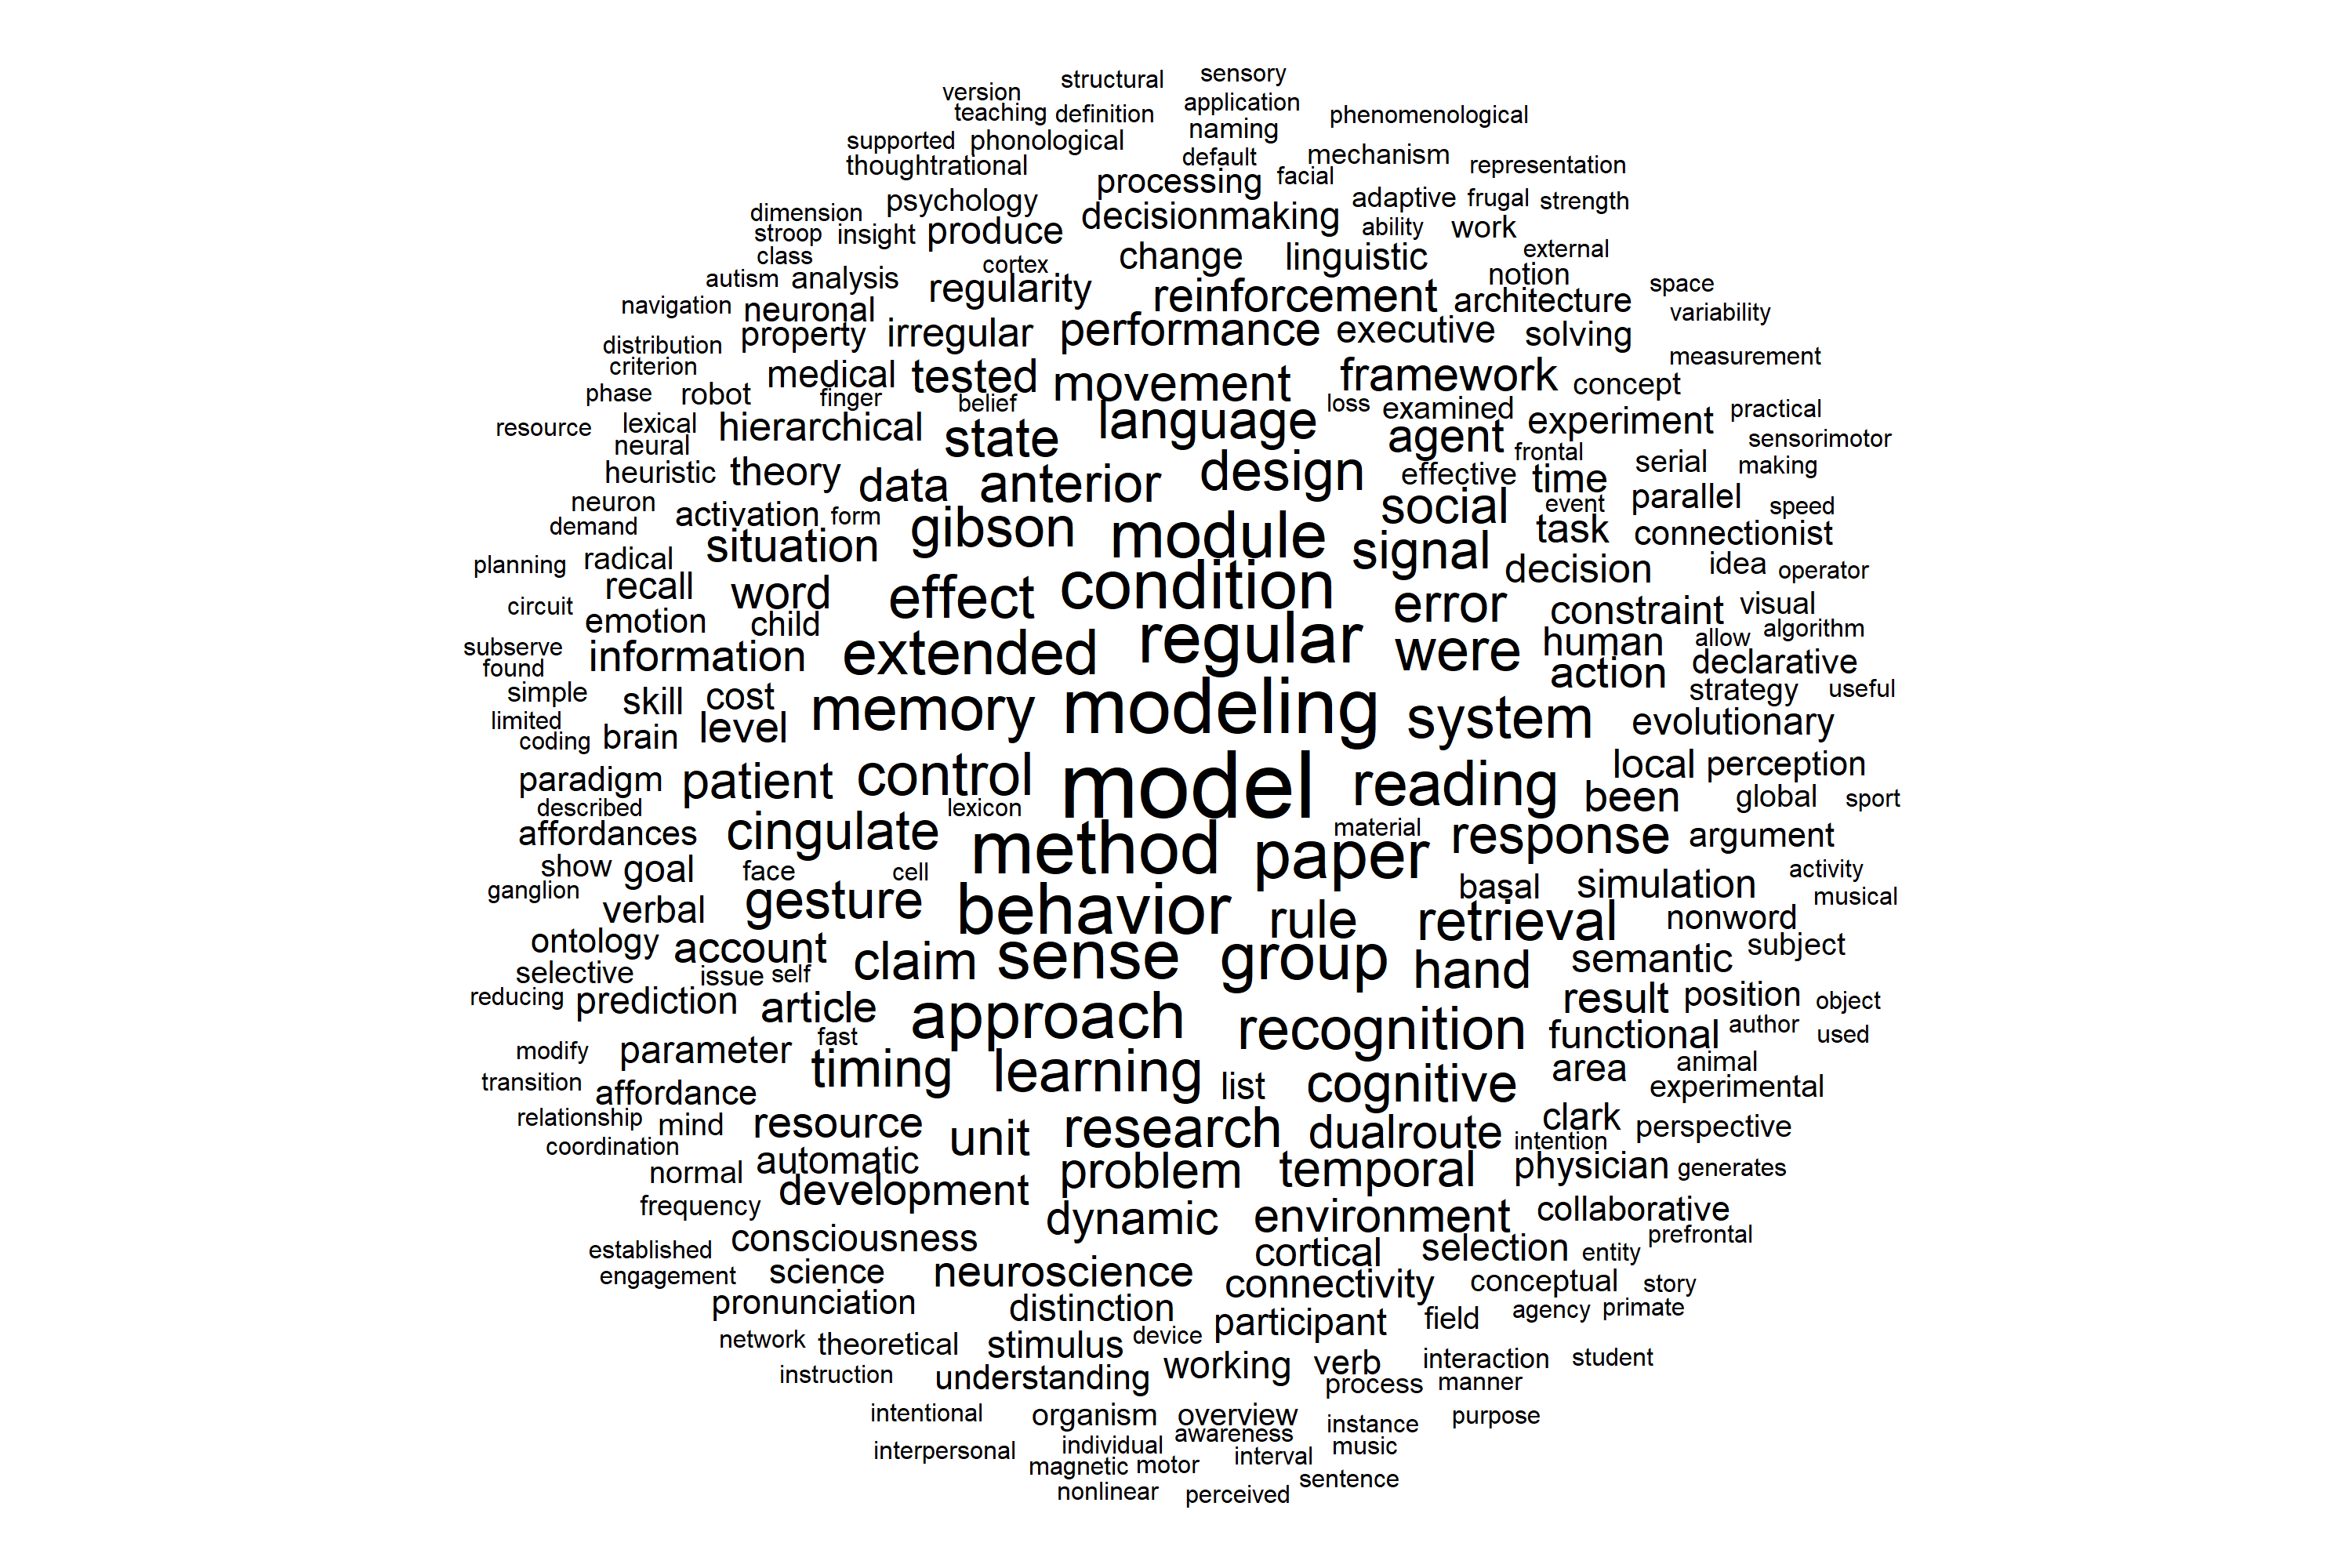 structural sensory
version
teaching definition application phenomenological
supported phonological naming
thoughtrational default mechanism representation
processing facial
psychology adaptive frugal strength
dimension decisionmaking
stroop insight produce ability work
class change linguistic external
autism analysis cortex notion
navigation neuronal regularity reinforcement architecture space
property irregular performance executive solving variability
distribution measurement
criterion medical tested movement framework concept
phase robot finger belief loss examined practical
resource lexical hierarchical state language agent experiment sensorimotor
neural frontal
heuristic theory data anterior design effective time serial making
neuron social event parallel speed
demand activation form gibson module task connectionist
planning radical situation signal decision idea operator
circuit recall word effect condition error constraint visual
emotion child extended regular were human allow algorithm
subserve information action declarative
found
simple skill cost memory modeling system strategy useful
limited level evolutionary
coding brain
paradigm patient control model reading local perception
described lexicon been global sport
affordances cingulate method material response argument
show goal face cell paper basal simulation activity
ganglion gesture behavior musical
verbal rule retrieval nonword
ontology account claim sense group hand semantic subject
selective issue self
reducing prediction article approach result position object
fast recognition functional author used
modify parameter timing learning area animal
transition affordance list cognitive experimental
relationship mind resource unit research dualroute clark perspective
coordination intention
normal automatic problem temporal physician generates
frequency development dynamic environment collaborative
established consciousness cortical selection entity prefrontal
engagement science neuroscience connectivity conceptual story
pronunciation distinction participant field agency primate
network theoretical stimulus device
instruction understanding working verb interaction student
process manner
intentional organism overview instance purpose
interpersonal individual awareness interval music
magnetic motor sentence
nonlinear perceived